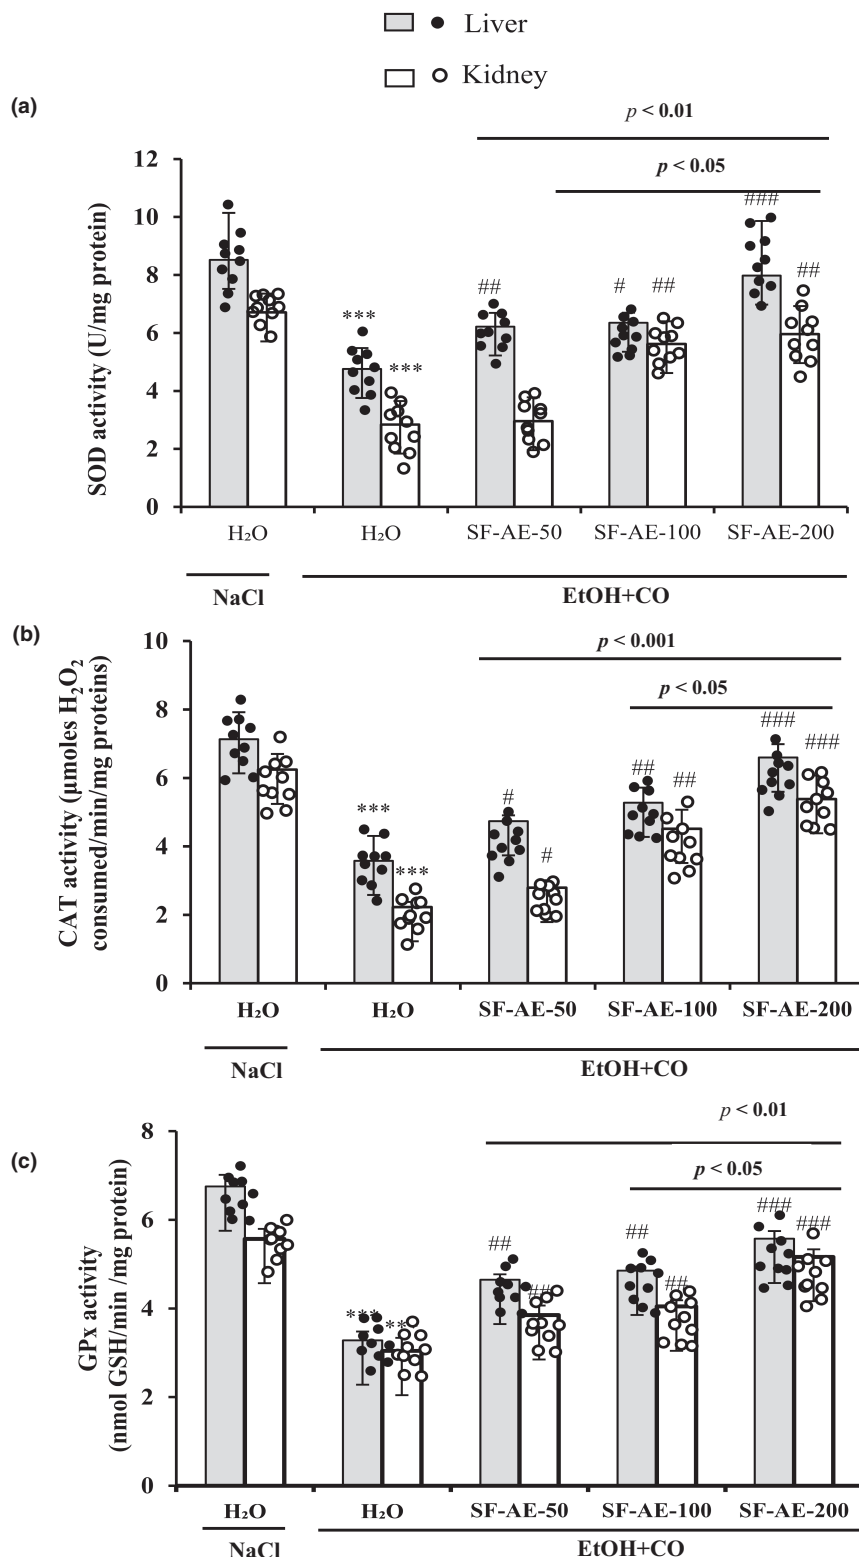 Liver
Kidney
(a)
p < 0.01
p < 0.05
12
10
8
6
4
2
0
SOD activity (U/mg protein)
***
***
##
#
##
###
##
H₂O
H₂O
SF-AE-50
SF-AE-100
SF-AE-200
NaCl
EtOH+CO
(b)
p < 0.001
p < 0.05
10
8
6
4
2
0
CAT activity (µmoles H₂O₂
consumed/min/mg proteins)
***
***
#
#
##
##
###
###
H₂O
H₂O
SF-AE-50
SF-AE-100
SF-AE-200
NaCl
EtOH+CO
(c)
p < 0.01
p < 0.05
8
6
4
2
0
GPx activity
(nmol GSH/min /mg protein)
***
**
##
##
##
##
###
###
H₂O
H₂O
SF-AE-50
SF-AE-100
SF-AE-200
NaCl
EtOH+CO